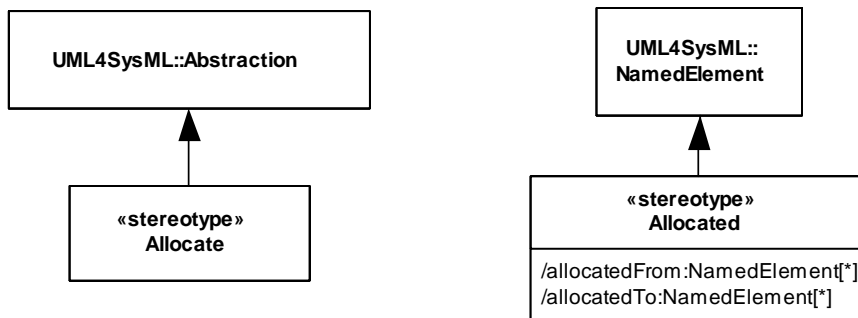 UML4SysML::Abstraction
«stereotype»
Allocate
UML4SysML::
NamedElement
«stereotype»
Allocated
/allocatedFrom:NamedElement[*]
/allocatedTo:NamedElement[*]